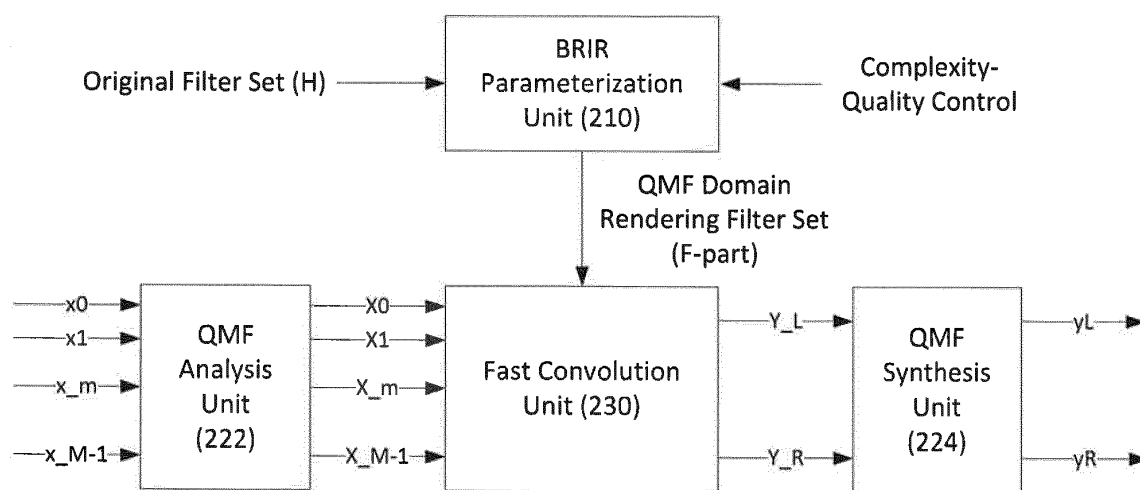 BRIR
Parameterization
Unit (210)
Original Filter Set (H)
Complexity-
Quality Control
QMF Domain
Rendering Filter Set
(F-part)
x0
x1
x_m
x_M-1
QMF
Analysis
Unit
(222)
X0
X1
X_m
X_M-1
Fast Convolution
Unit (230)
Y_L
Y_R
QMF
Synthesis
Unit
(224)
yL
yR